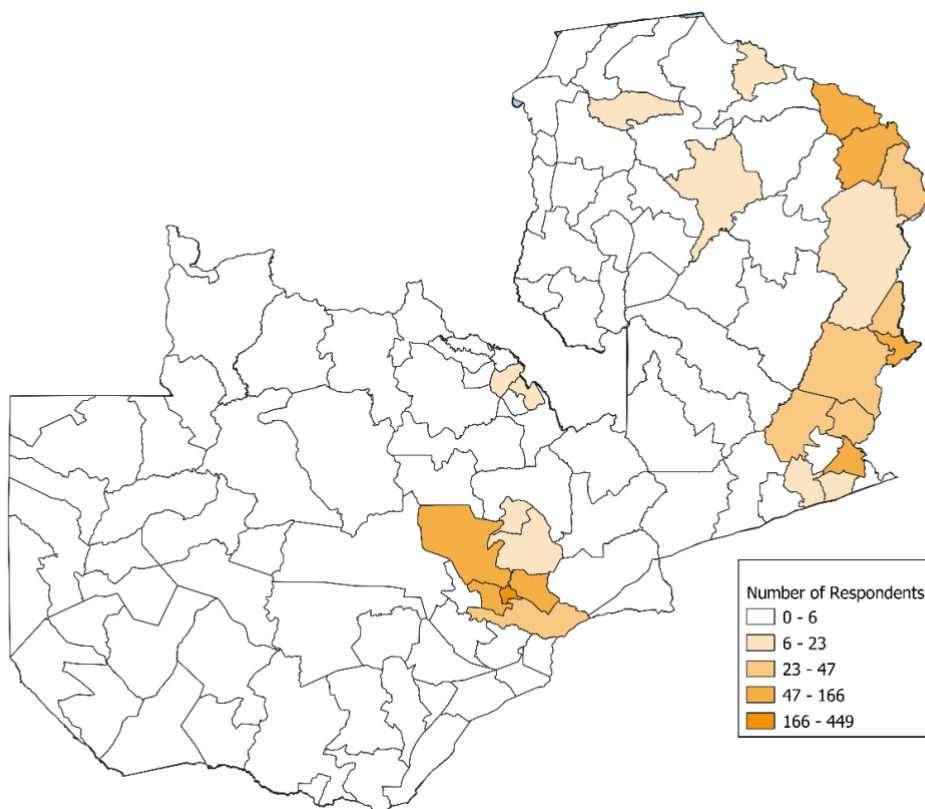 Number of Respondents
0 - 6
6 - 23
23 - 47
47 - 166
166 - 449